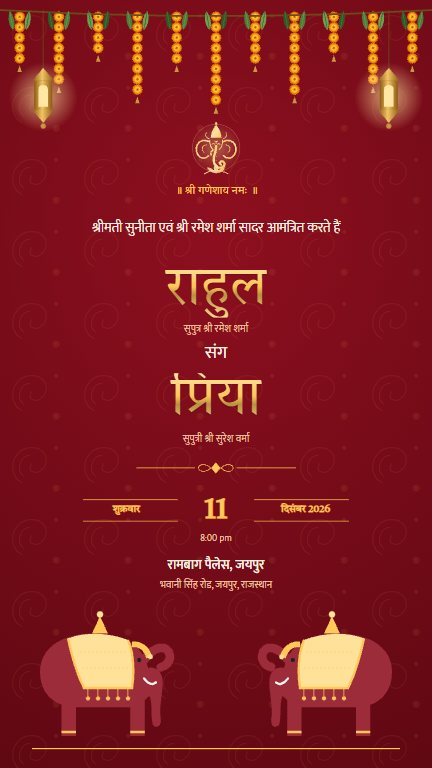 ॥ श्री गणेशाय नमः ॥
श्रीमती सुनीता एवं श्री रमेश शर्मा सादर आमंत्रित करते हैं
राहुल
सुपुत्र श्री रमेश शर्मा
संग
प्रिया
सुपुत्री श्री सुरेश वर्मा
शुक्रवार 11 दिसंबर 2026
8:00 pm
रामबाग पैलेस, जयपुर
भवानी सिंह रोड, जयपुर, राजस्थान